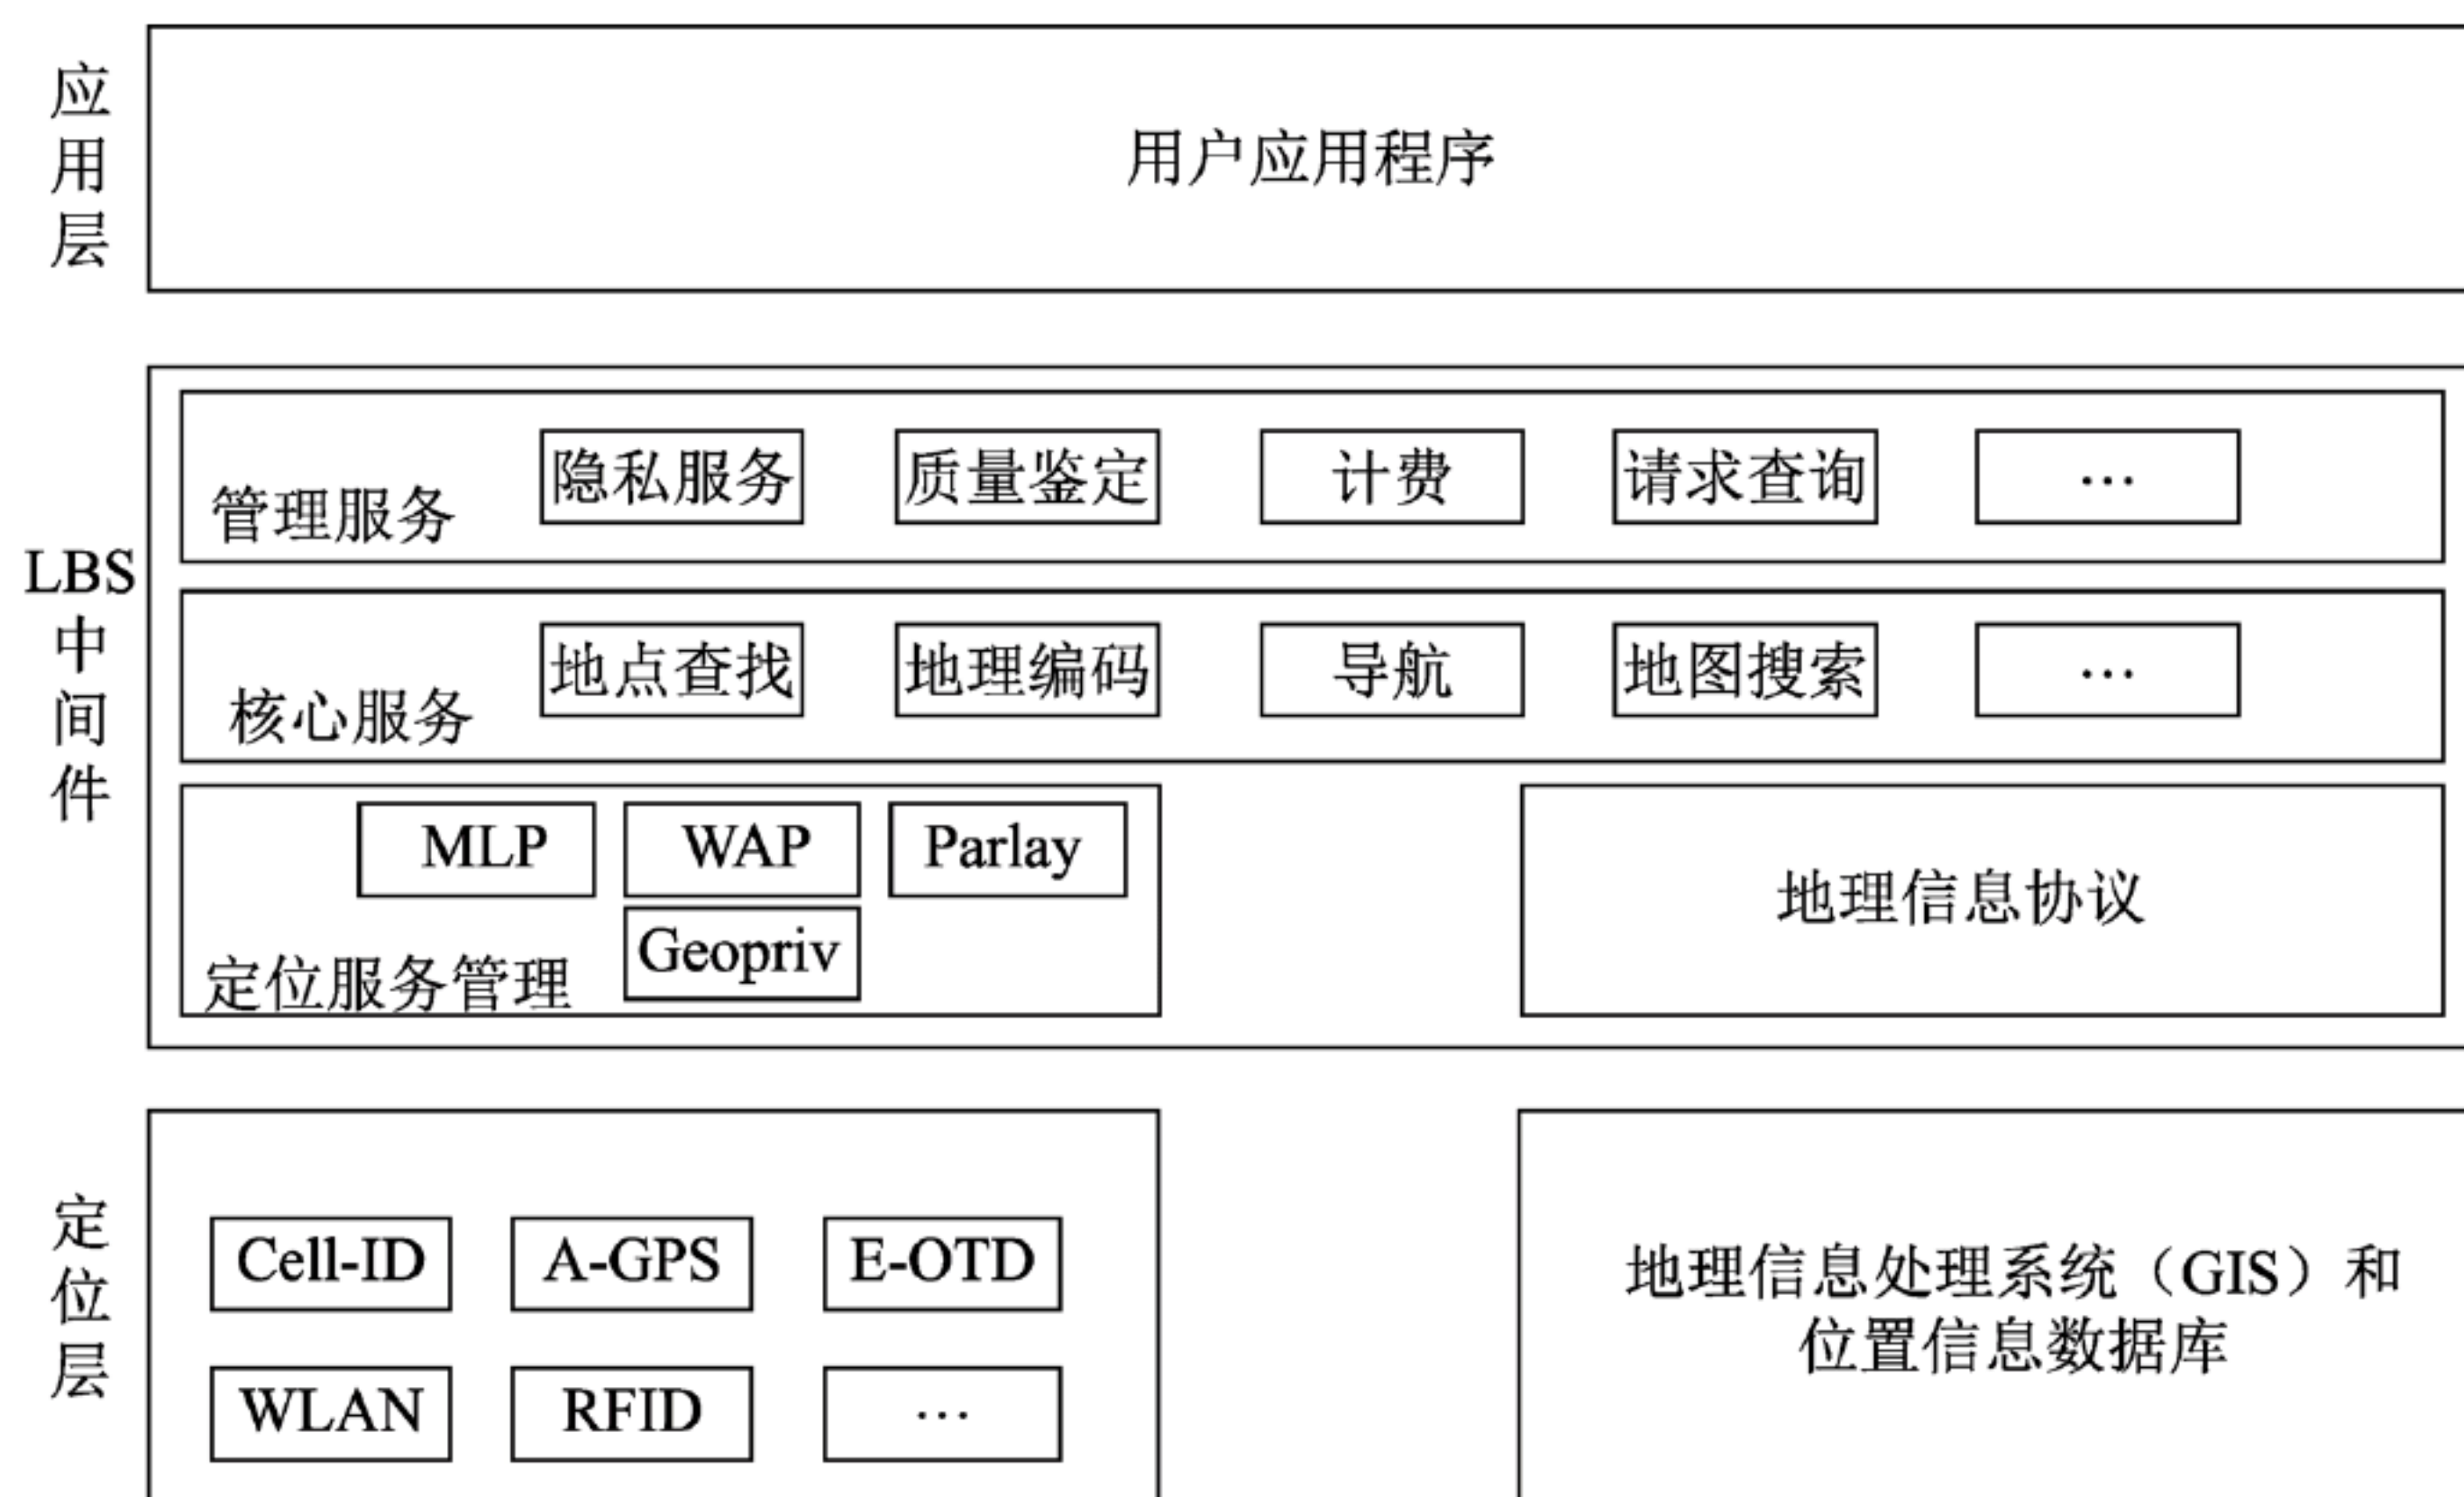 应用层
用户应用程序
LBS中间件
管理服务
隐私服务
质量鉴定
计费
请求查询
…
核心服务
地点查找
地理编码
导航
地图搜索
…
定位服务管理
MLP
WAP
Parlay
Geopriv
地理信息协议
定位层
Cell-ID
A-GPS
E-OTD
WLAN
RFID
…
地理信息处理系统（GIS）和
位置信息数据库